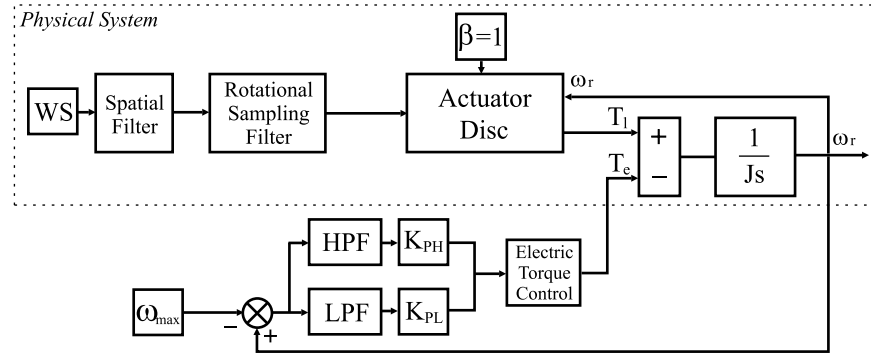 Physical System
β=1
WS
Spatial
Filter
Rotational
Sampling
Filter
Actuator
Disc
ωr
Tl
Te
+
−
1
Js
ωr
HPF
KPH
LPF
KPL
Electric
Torque
Control
ωmax
−
+